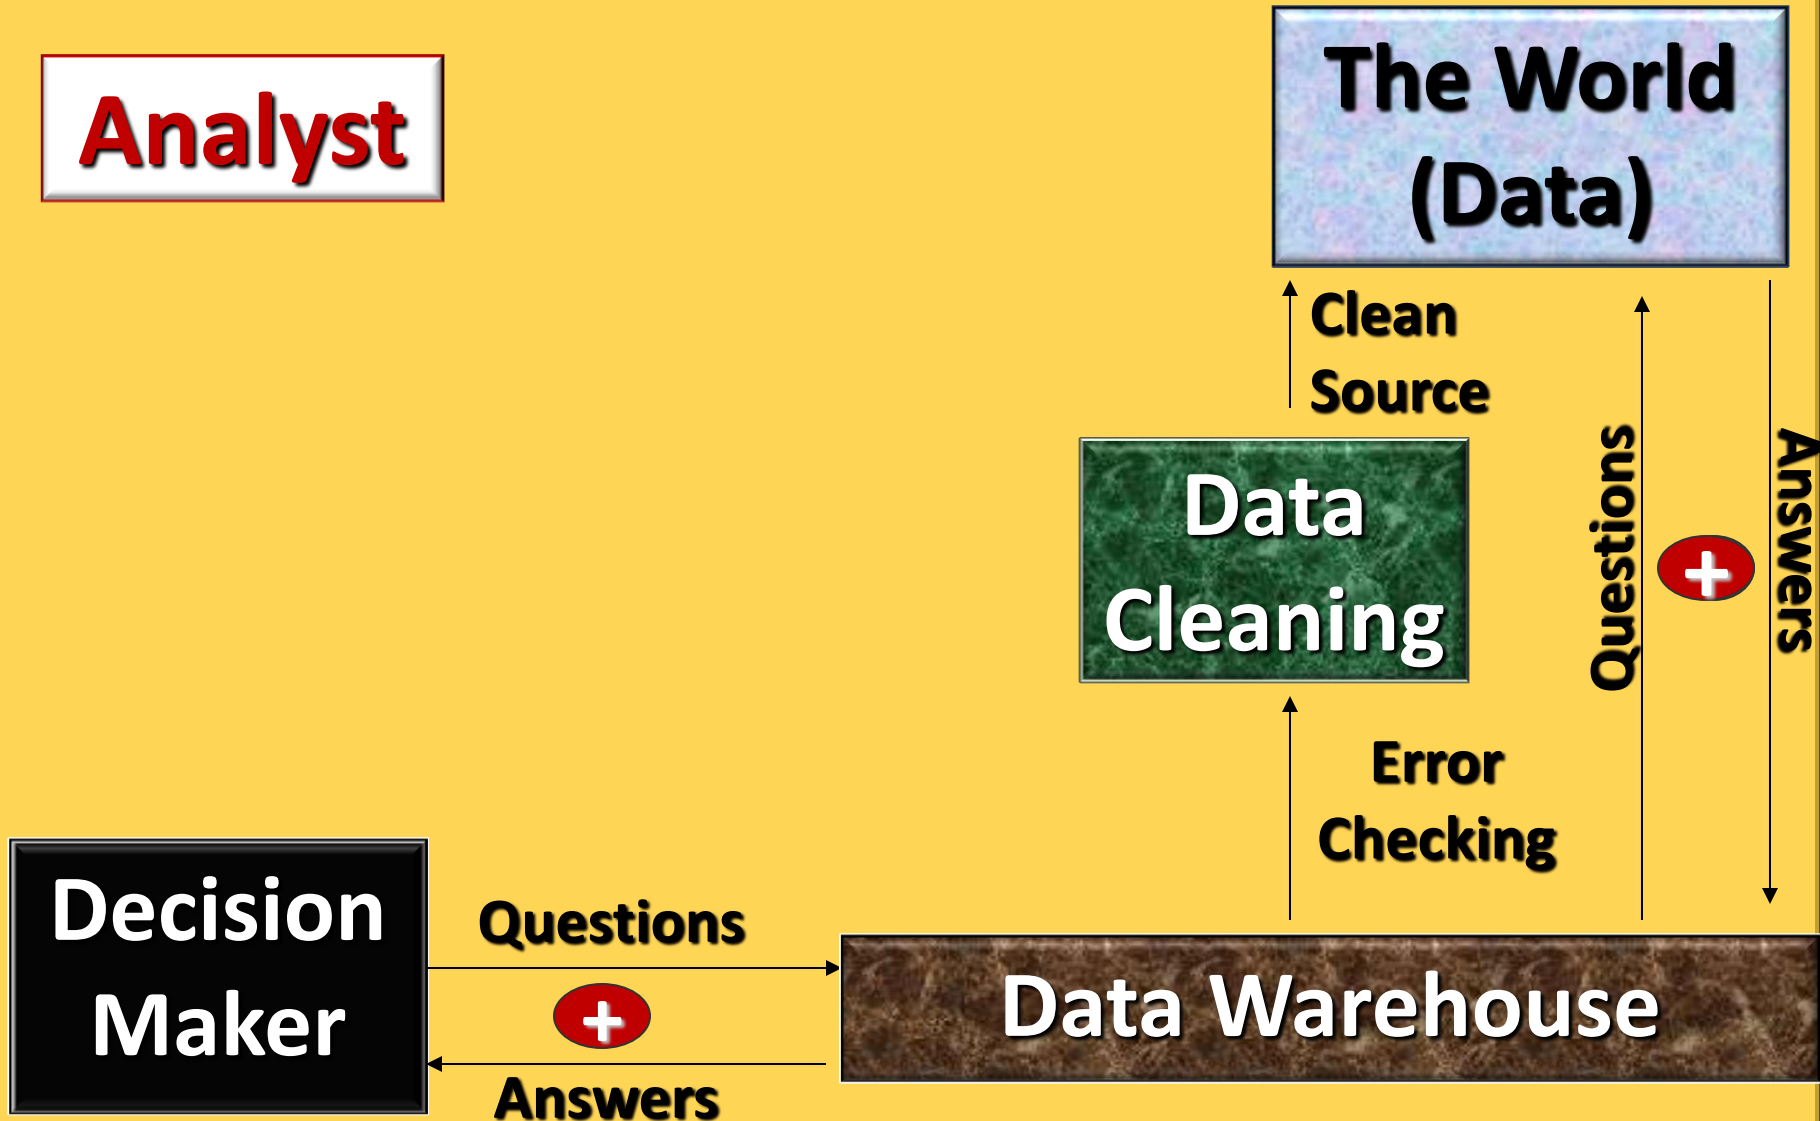 Analyst
The World
(Data)
Clean
Source
Data
Cleaning
Questions
+
Answers
Error
Checking
Decision
Maker
Questions
+
Answers
Data Warehouse